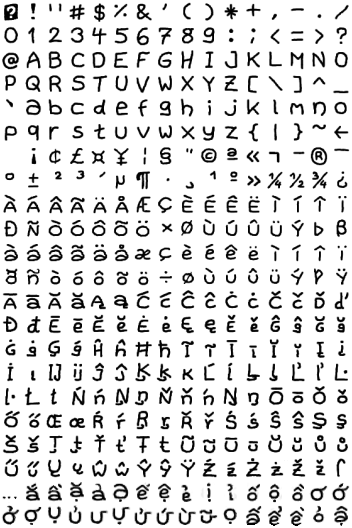 � ! " # $ % & ' ( ) * + , - . /
0 1 2 3 4 5 6 7 8 9 : ; < = > ?
@ A B C D E F G H I J K L M N O
P Q R S T U V W X Y Z [ \ ] ^ _
` a b c d e f g h i j k l m n o
p q r s t u v w x y z { | } ~ ←
¡ ¢ £ ¤ ¥ ¦ § ¨ © ª « ¬ - ® ¯
° ± ² ³ ´ µ ¶ · ¸ ¹ º » ¼ ½ ¾ ¿
À Á Â Ã Ä Å Æ Ç È É Ê Ë Ì Í Î Ï
Ð Ñ Ò Ó Ô Õ Ö × Ø Ù Ú Û Ü Ý Þ ß
à á â ã ä å æ ç è é ê ë ì í î ï
ð ñ ò ó ô õ ö ÷ ø ù ú û ü ý þ ÿ
Ā ā Ă ă Ą ą Ć ć Ĉ ĉ Ċ ċ Č č Ď ď
Đ đ Ē ē Ĕ ĕ Ė ė Ę ę Ě ě Ĝ ĝ Ğ ğ
Ġ ġ Ģ ģ Ĥ ĥ Ħ ħ Ĩ ĩ Ī ī Ĭ ĭ Į į
İ ı Ĳ ĳ Ĵ ĵ Ķ ķ ĸ Ĺ ĺ Ļ ļ Ľ ľ Ŀ
ŀ Ł ł Ń ń Ņ ņ Ň ň ŉ Ŋ ŋ Ō ō Ŏ ŏ
Ő ő Œ œ Ŕ ŕ Ŗ ŗ Ř ř Ś ś Ŝ ŝ Ş ş
Š š Ţ ţ Ť ť Ŧ ŧ Ũ ũ Ū ū Ŭ ŭ Ů ů
Ű ű Ų ų Ŵ ŵ Ŷ ŷ Ÿ Ź ź Ż ż Ž ž ſ